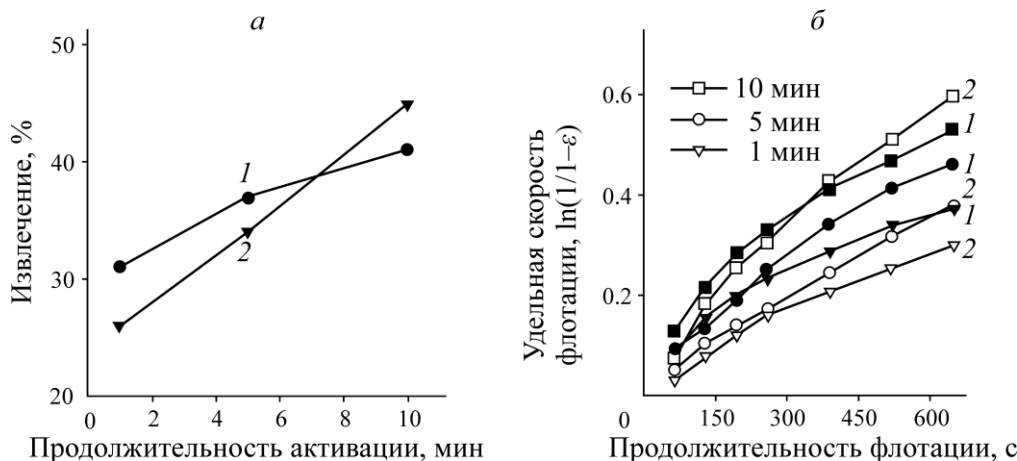 а
50
40
30
20
0
2
4
6
8
10
1
2
Извлечение, %
Продолжительность активации, мин
б
10 мин
5 мин
1 мин
0.6
0.4
0.2
0
150
300
450
600
2
1
1
2
1
2
Удельная скорость
флотации, ln(1/1–ε)
Продолжительность флотации, с